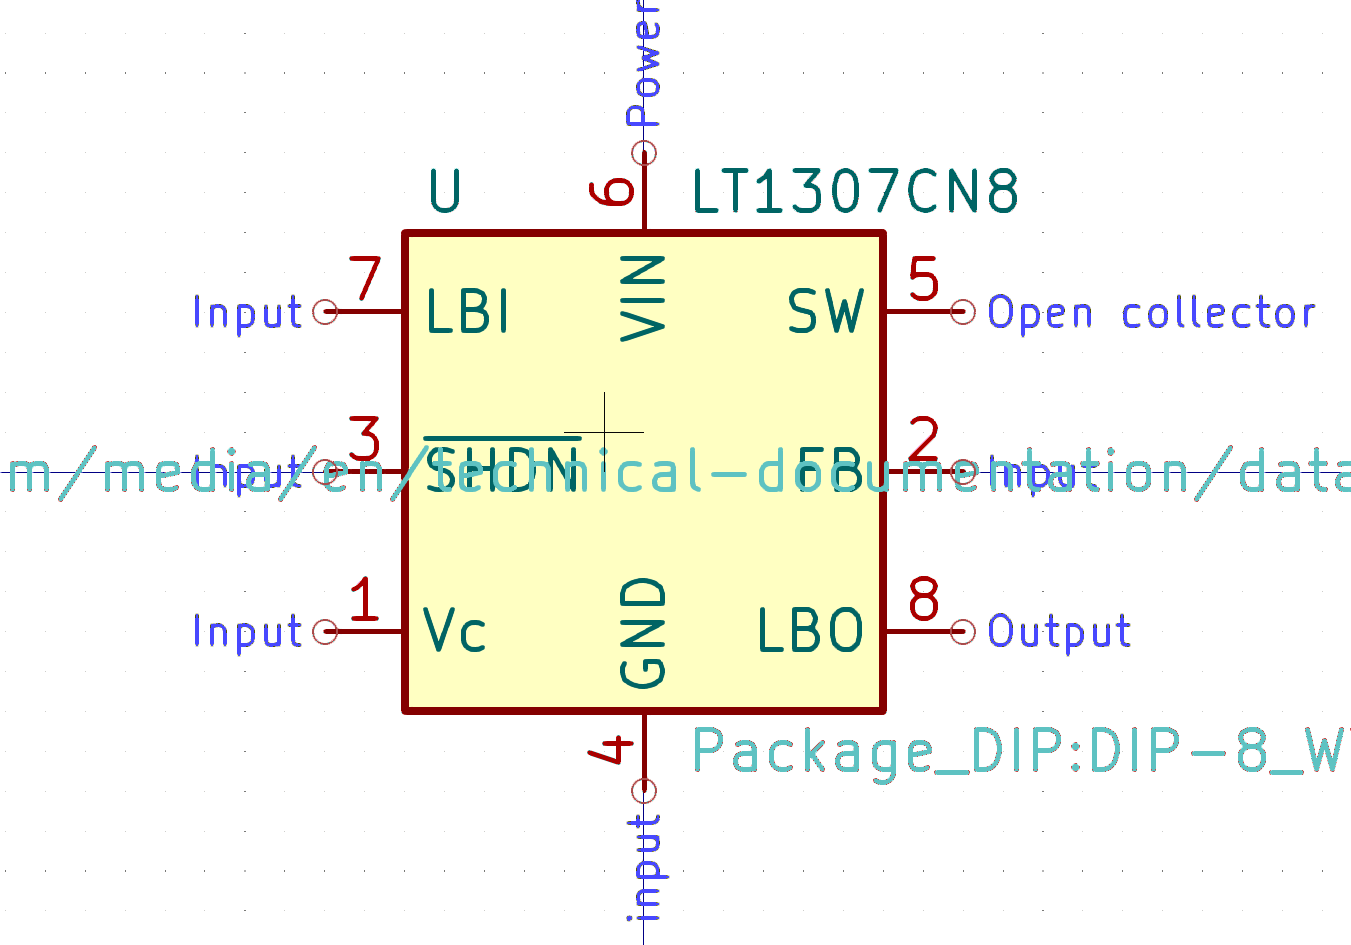 Power
U
6
LT1307CN8
7
VIN
5
Input
LBI
SW
Open collector
3
2
Input
SHDN
FB
Input
m/media/en/technical-documentation/data
1
8
Input
Vc
GND
LBO
Output
4
Package_DIP:DIP-8_W
input